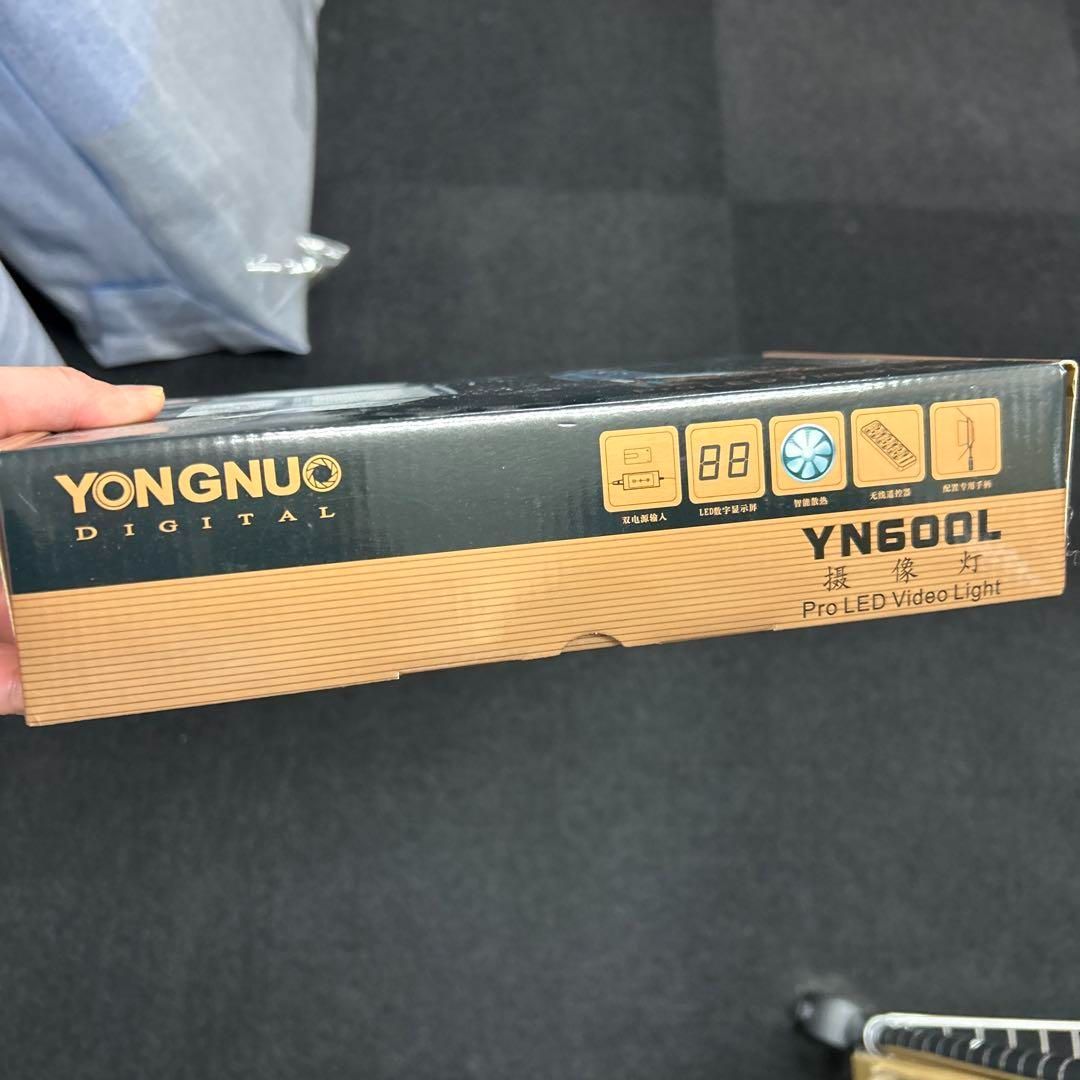 YONGNUO
DIGITAL
88
双电源输入
LED数字显示屏
智能散热
无线遥控器
配置专用手柄
YN600L
摄像灯
Pro LED Video Light